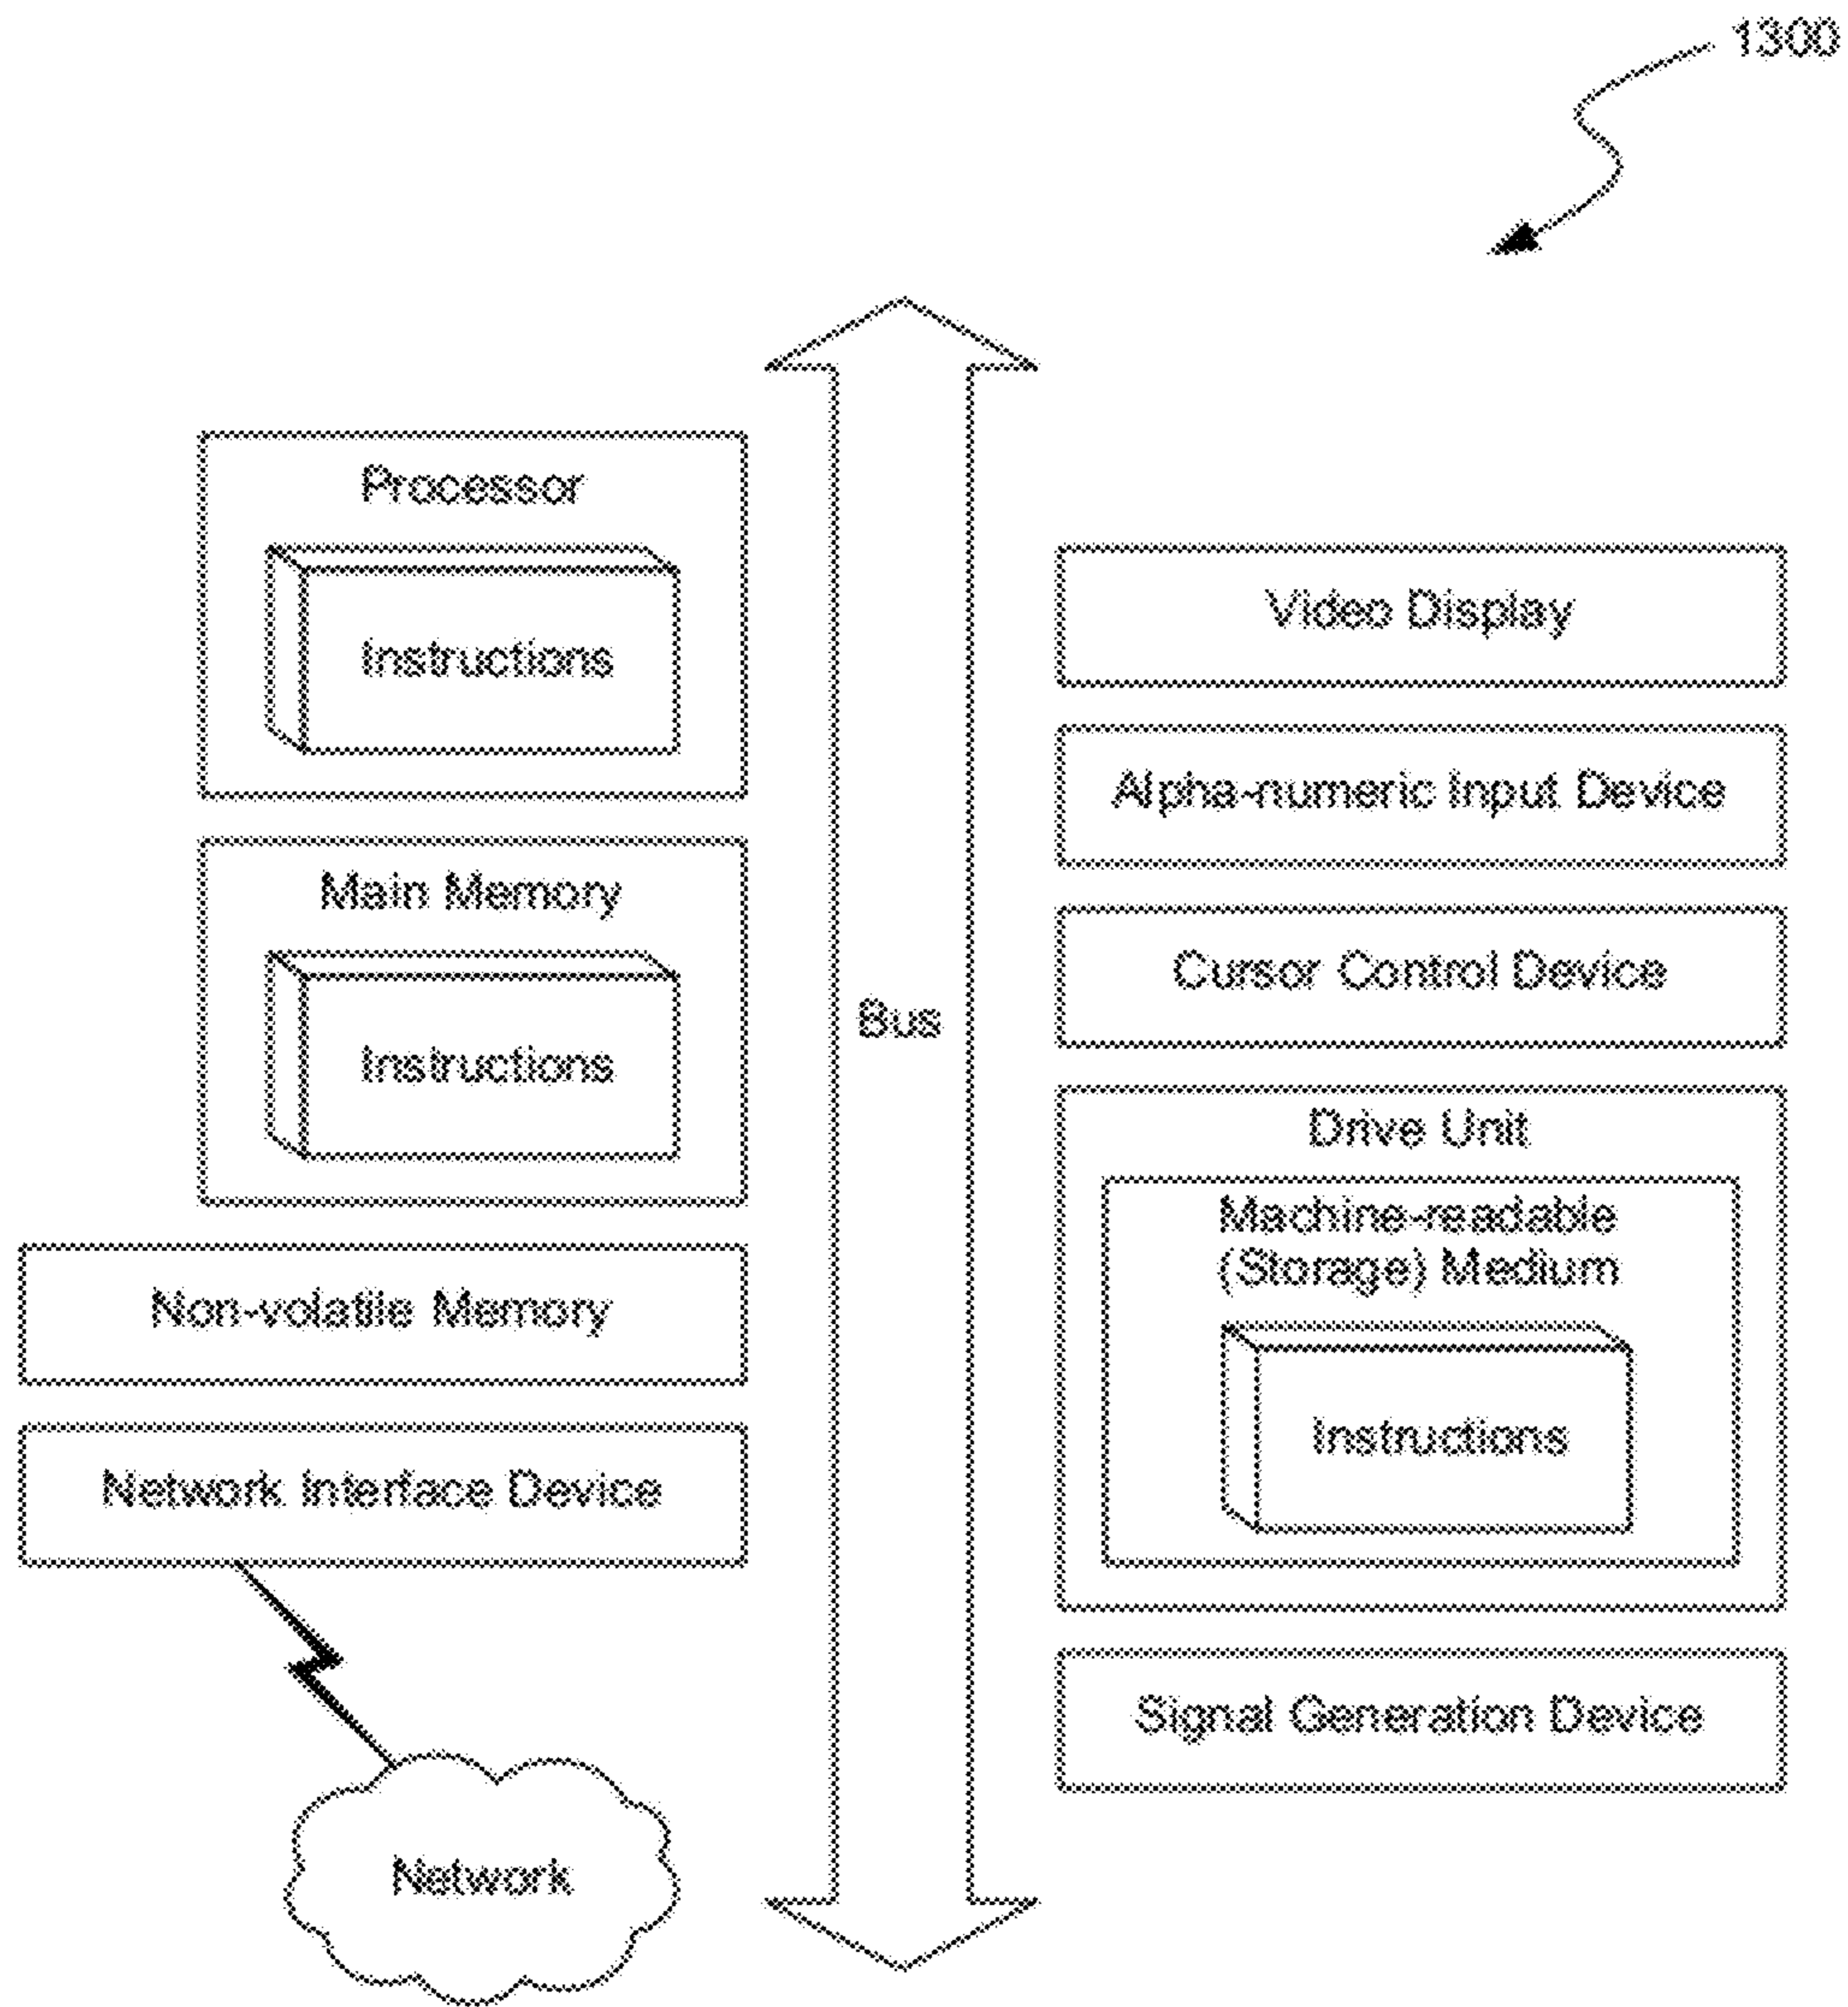 1300
Processor
Instructions
Main Memory
Instructions
Non-volatile Memory
Network Interface Device
Network
Bus
Video Display
Alpha-numeric Input Device
Cursor Control Device
Drive Unit
Machine-readable
(Storage) Medium
Instructions
Signal Generation Device